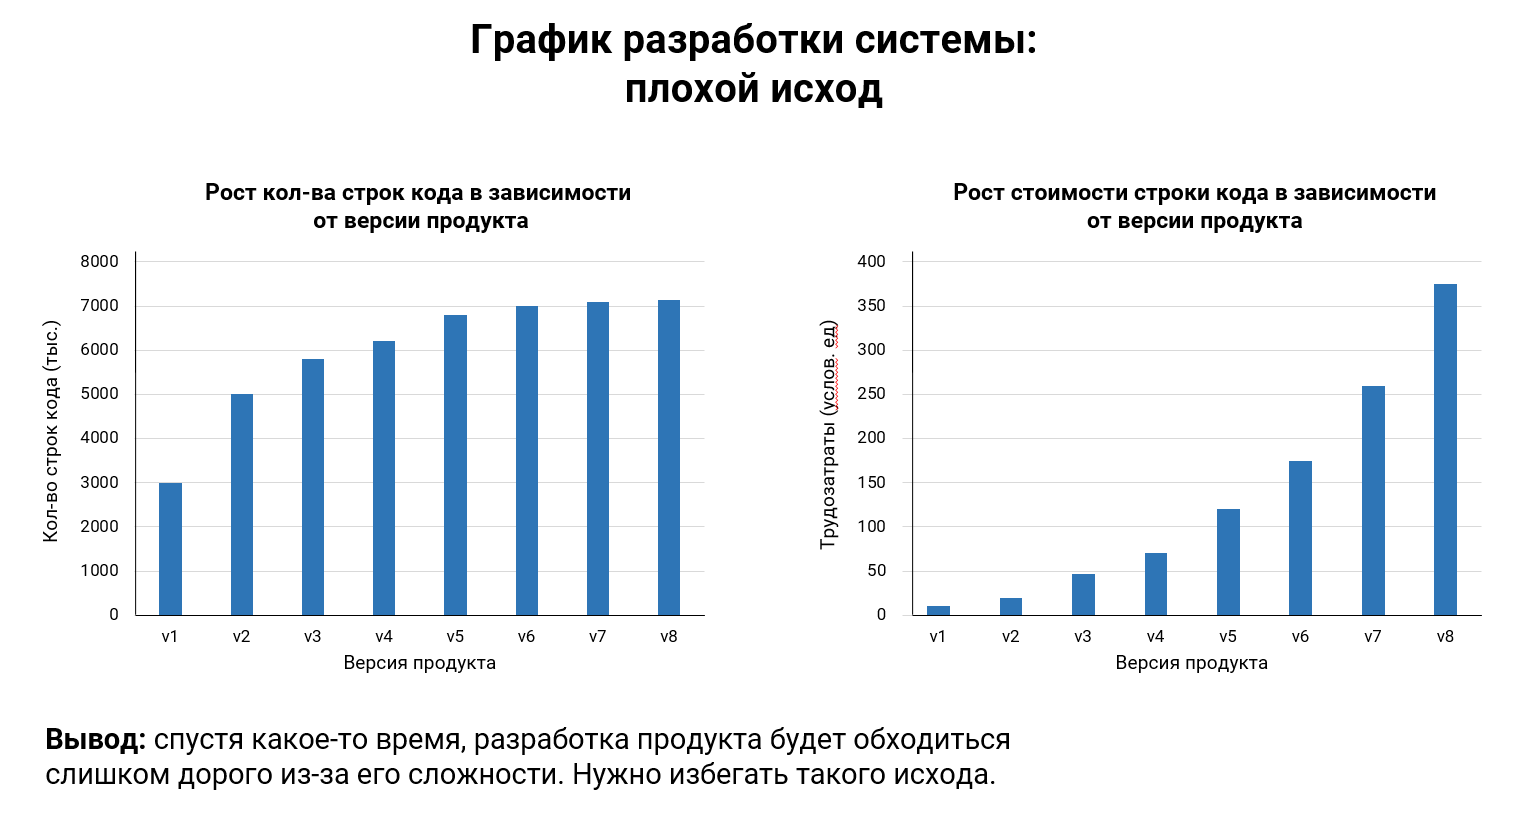 График разработки системы:
плохой исход
Рост кол-ва строк кода в зависимости
от версии продукта
8000
7000
6000
5000
4000
3000
2000
1000
0
Кол-во строк кода (тыс.)
v1 v2 v3 v4 v5 v6 v7 v8
Версия продукта
Рост стоимости строки кода в зависимости
от версии продукта
400
350
300
250
200
150
100
50
0
Трудозатраты (услов. ед)
v1 v2 v3 v4 v5 v6 v7 v8
Версия продукта
Вывод: спустя какое-то время, разработка продукта будет обходиться
слишком дорого из-за его сложности. Нужно избегать такого исхода.